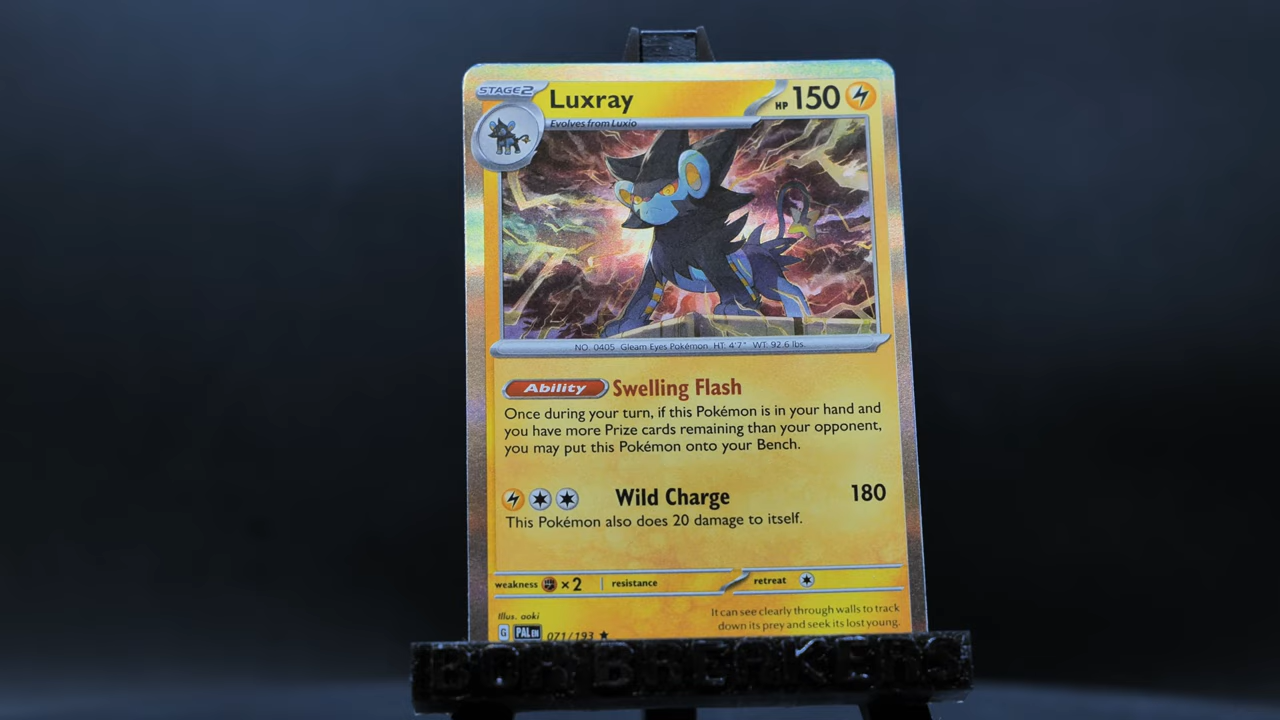 STAGE2
Luxray
HP 150
Evolves from Luxio
NO. 0405 Gleam Eyes Pokémon HT: 4'7" WT: 92.6 lbs.
Ability Swelling Flash
Once during your turn, if this Pokémon is in your hand and
you have more Prize cards remaining than your opponent,
you may put this Pokémon onto your Bench.
Wild Charge 180
This Pokémon also does 20 damage to itself.
weakness ×2 resistance retreat
Illus. aoki
It can see clearly through walls to track
down its prey and seek its lost young.
G PAL EN 071/193 ★
BREAKERS